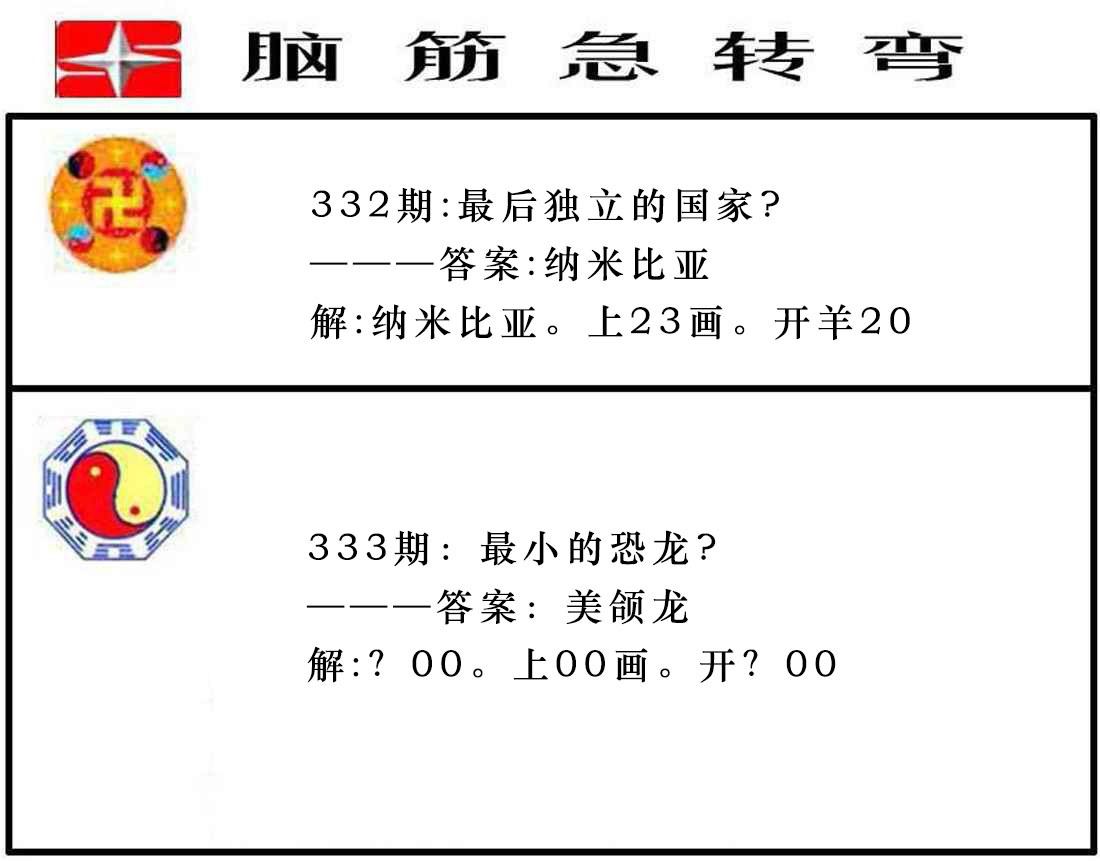 脑筋急转弯
332期:最后独立的国家?
———答案:纳米比亚
解:纳米比亚。上23画。开羊20
333期: 最小的恐龙?
———答案: 美颌龙
解:? 00。上00画。开? 00